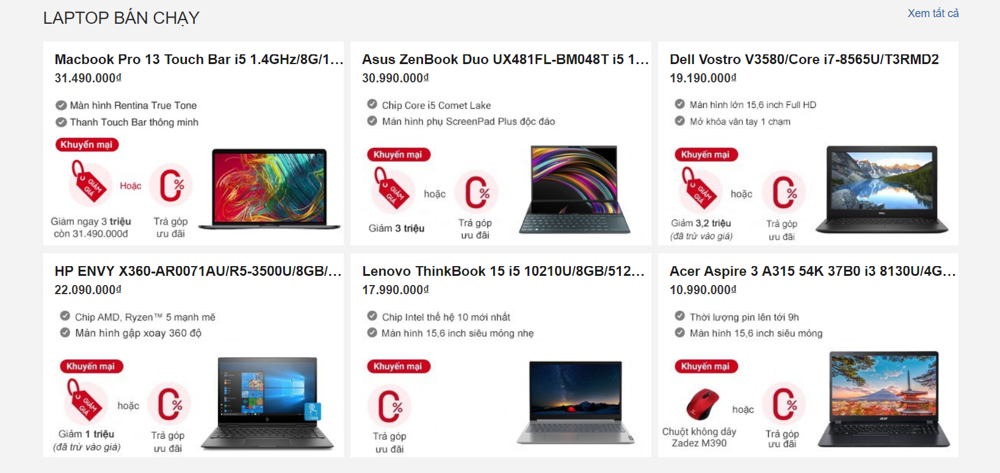 LAPTOP BÁN CHẠY
Xem tất cả
Macbook Pro 13 Touch Bar i5 1.4GHz/8G/1...
31.490.000₫
Màn hình Rentina True Tone
Thanh Touch Bar thông minh
Khuyến mại
GIẢM GIÁ
Hoặc
0%
Giảm ngay 3 triệu
còn 31.490.000đ
Trả góp
ưu đãi
Asus ZenBook Duo UX481FL-BM048T i5 1...
30.990.000₫
Chip Core i5 Comet Lake
Màn hình phụ ScreenPad Plus độc đáo
Khuyến mại
GIẢM GIÁ
hoặc
0%
Giảm 3 triệu
Trả góp
ưu đãi
Dell Vostro V3580/Core i7-8565U/T3RMD2
19.190.000₫
Màn hình lớn 15,6 inch Full HD
Mở khóa vân tay 1 chạm
Khuyến mại
GIẢM GIÁ
hoặc
0%
Giảm 3,2 triệu
(đã trừ vào giá)
Trả góp
ưu đãi
DELL
HP ENVY X360-AR0071AU/R5-3500U/8GB/...
22.090.000₫
Chip AMD, Ryzen™ 5 mạnh mẽ
Màn hình gập xoay 360 độ
Khuyến mại
GIẢM GIÁ
hoặc
0%
Giảm 1 triệu
(đã trừ vào giá)
Trả góp
ưu đãi
Lenovo ThinkBook 15 i5 10210U/8GB/512...
17.990.000₫
Chip Intel thế hệ 10 mới nhất
Màn hình 15,6 inch siêu mỏng nhẹ
Khuyến mại
0%
Trả góp
ưu đãi
Acer Aspire 3 A315 54K 37B0 i3 8130U/4G...
10.990.000₫
Thời lượng pin lên tới 9h
Màn hình 15,6 inch siêu mỏng
Khuyến mại
hoặc
0%
Chuột không dây
Zadez M390
Trả góp
ưu đãi
acer